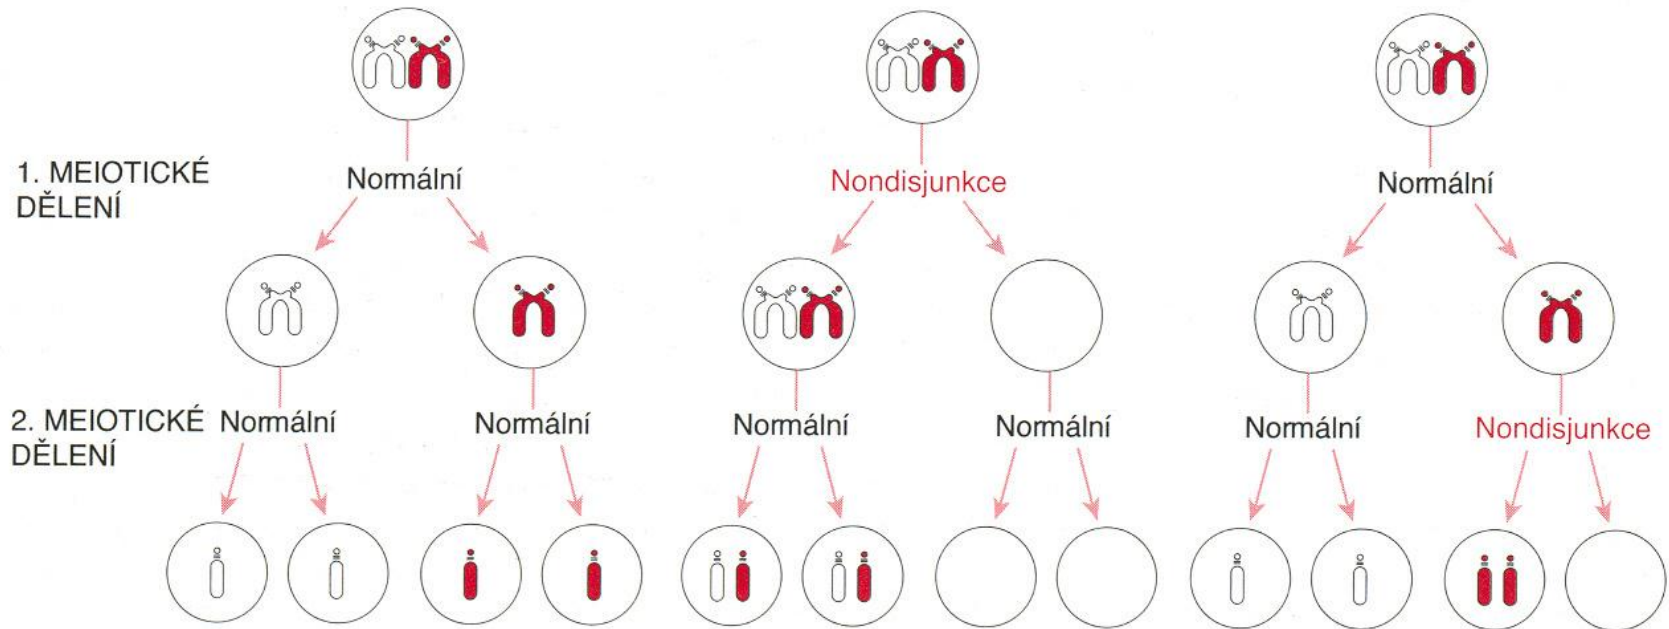 1. MEIOTICKÉ
DĚLENÍ
Normální
Nondisjunkce
Normální
2. MEIOTICKÉ
DĚLENÍ
Normální
Normální
Normální
Normální
Normální
Nondisjunkce